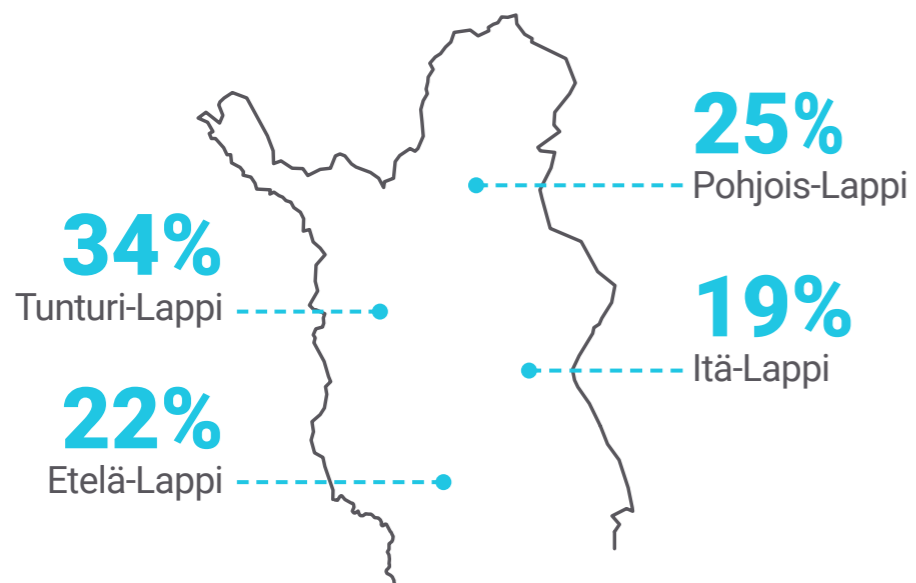 25%
Pohjois-Lappi
34%
Tunturi-Lappi
19%
Itä-Lappi
22%
Etelä-Lappi